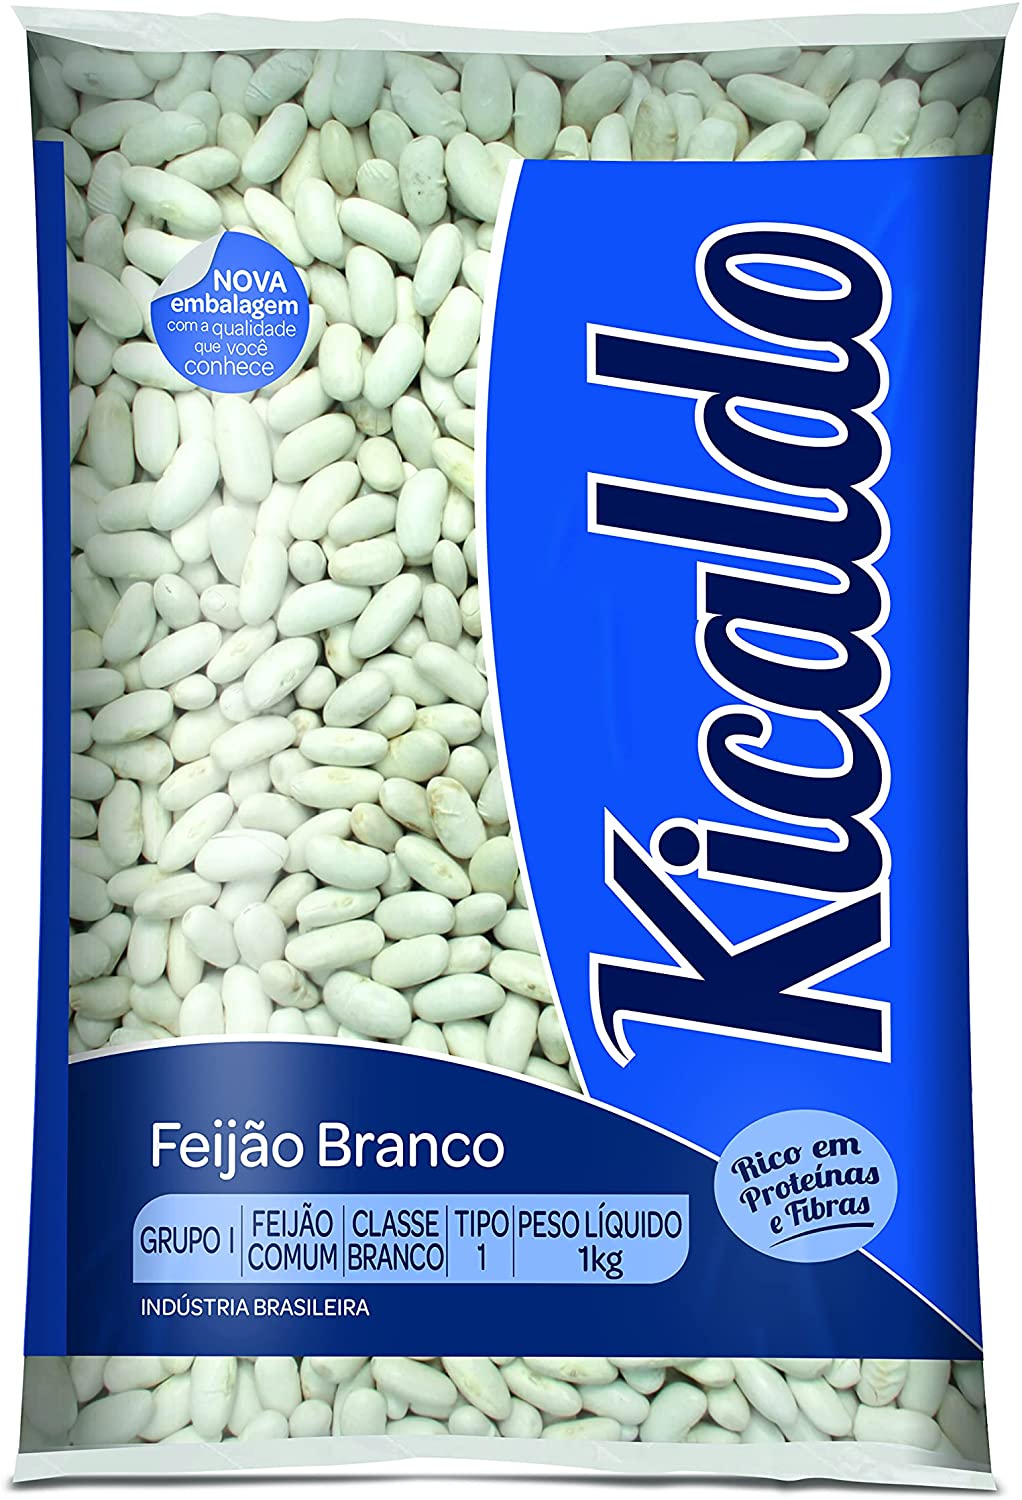 NOVA
embalagem
com a qualidade
que você
conhece
Kicaldo
Feijão Branco
GRUPO I
FEIJÃO
COMUM
CLASSE
BRANCO
TIPO
1
PESO LÍQUIDO
1kg
INDÚSTRIA BRASILEIRA
Rico em
Proteínas
e Fibras